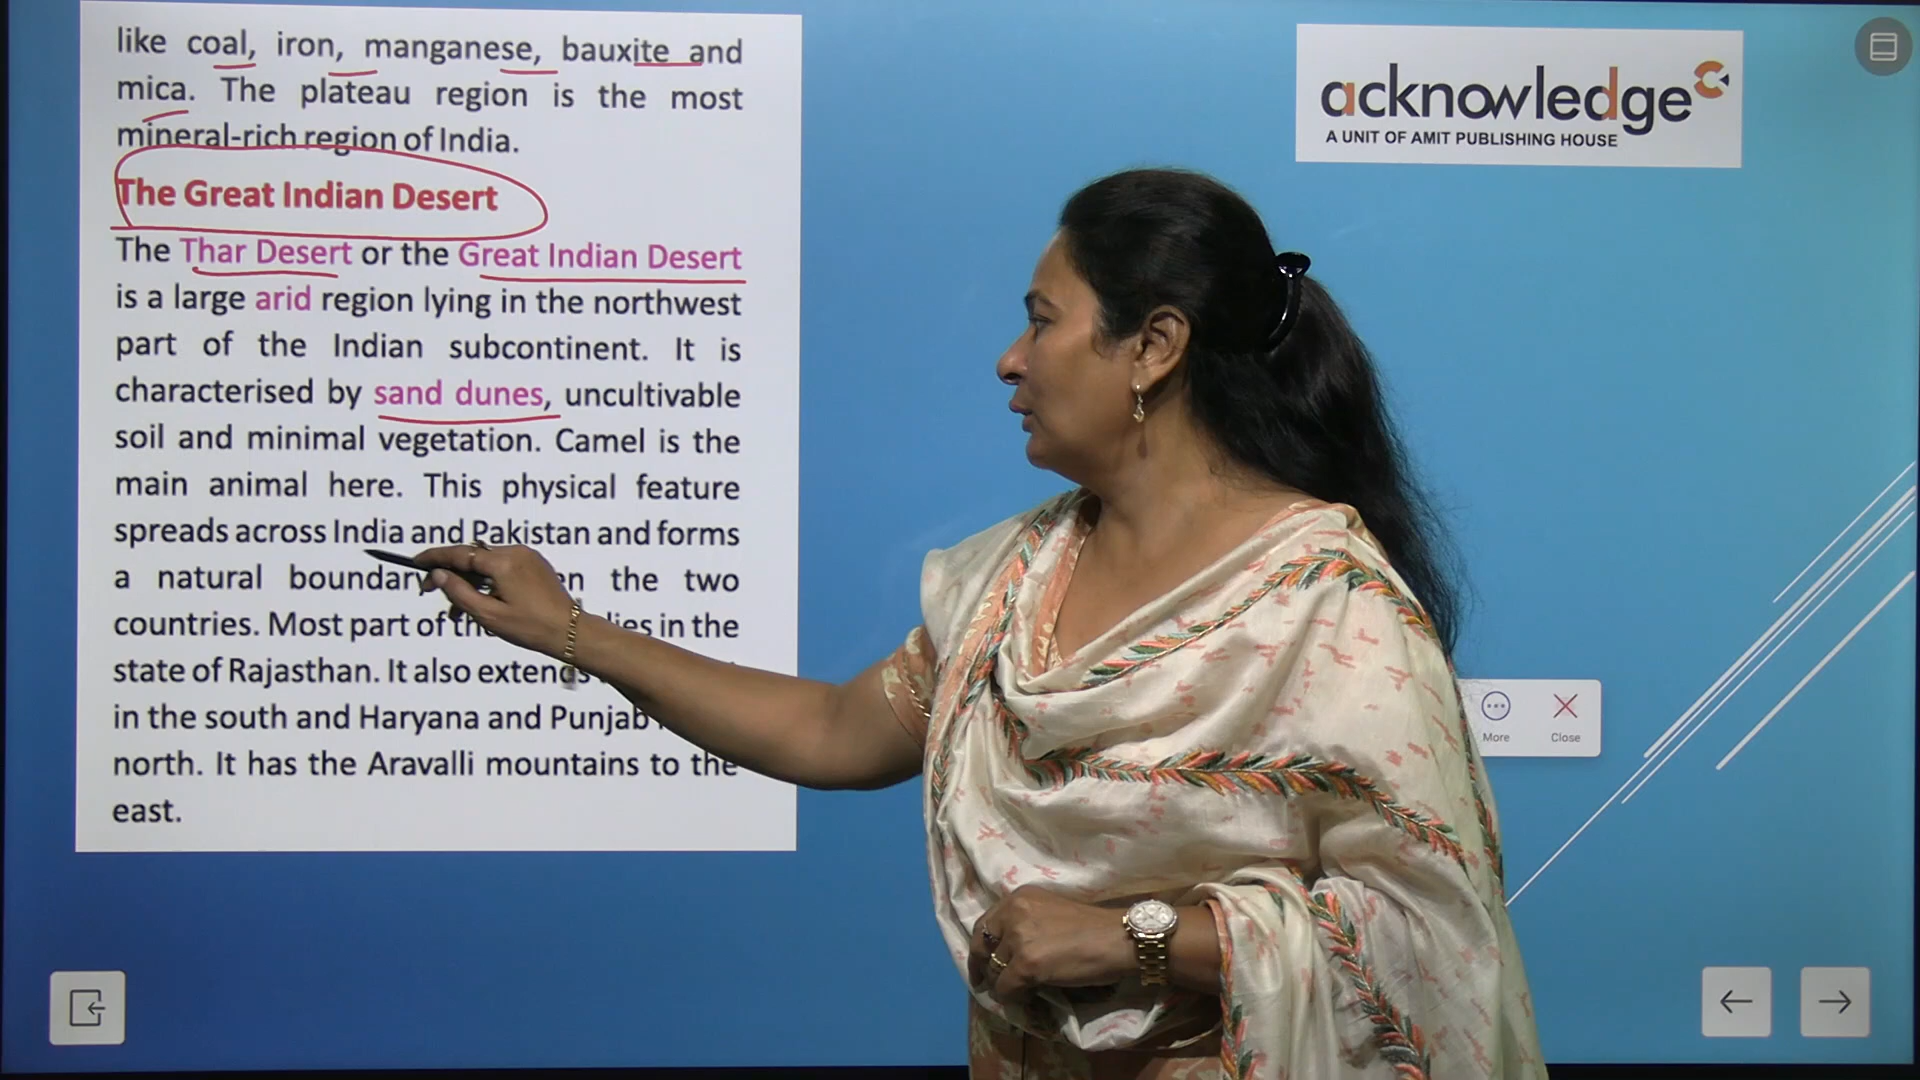 like coal, iron, manganese, bauxite and
mica. The plateau region is the most
mineral-rich region of India.
The Great Indian Desert
The Thar Desert or the Great Indian Desert
is a large arid region lying in the northwest
part of the Indian subcontinent. It is
characterised by sand dunes, uncultivable
soil and minimal vegetation. Camel is the
main animal here. This physical feature
spreads across India and Pakistan and forms
a natural boundary the two
countries. Most part of lies in the
state of Rajasthan. It also extends
in the south and Haryana and Punjab
north. It has the Aravalli mountains to the
east.
acknowledge
A UNIT OF AMIT PUBLISHING HOUSE
More Close